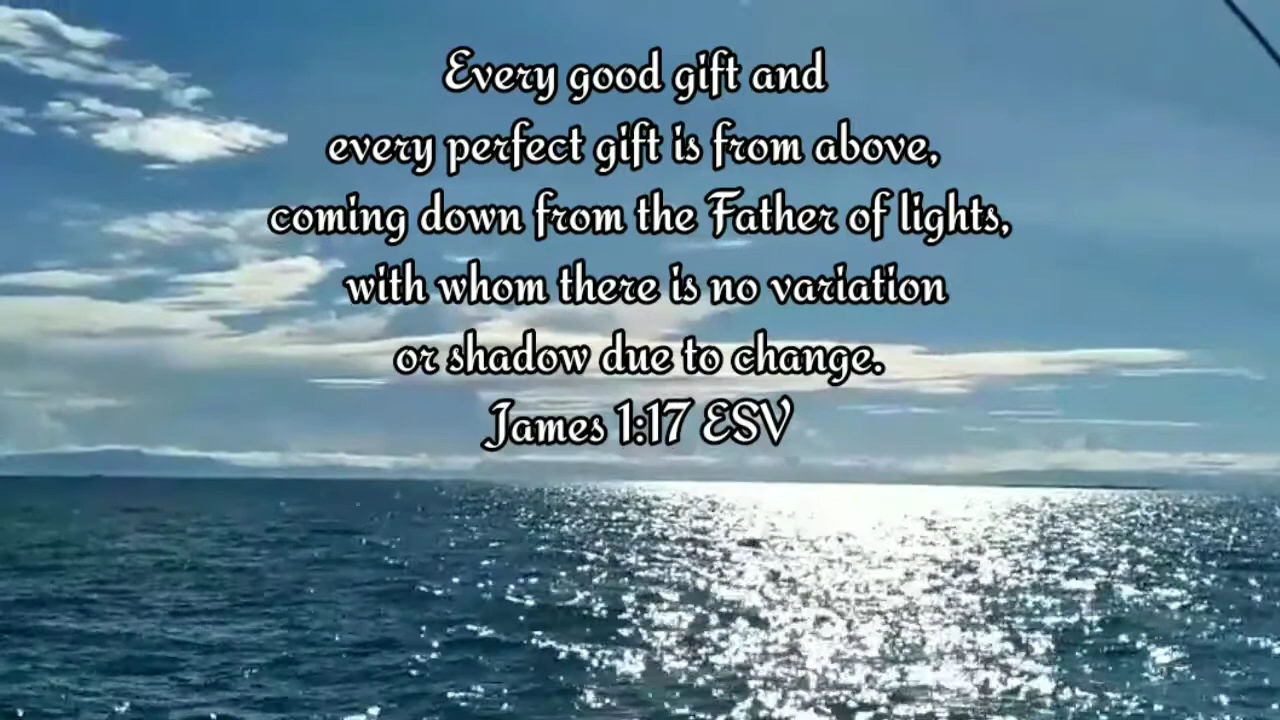 Every good gift and
every perfect gift is from above,
coming down from the Father of lights,
with whom there is no variation
or shadow due to change.
James 1:17 ESV